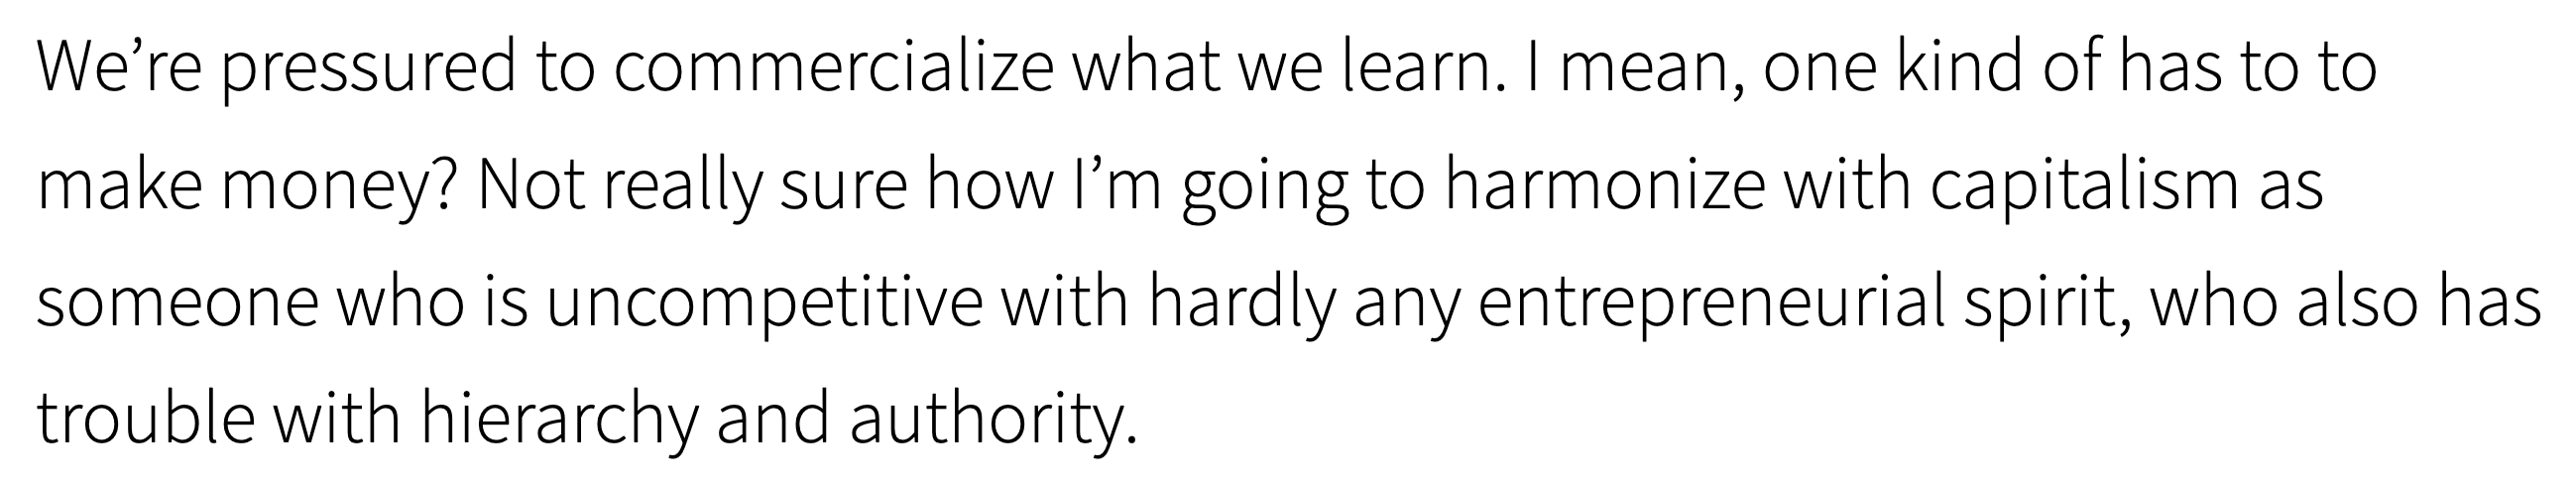 We’re pressured to commercialize what we learn. I mean, one kind of has to to
make money? Not really sure how I’m going to harmonize with capitalism as
someone who is uncompetitive with hardly any entrepreneurial spirit, who also has
trouble with hierarchy and authority.